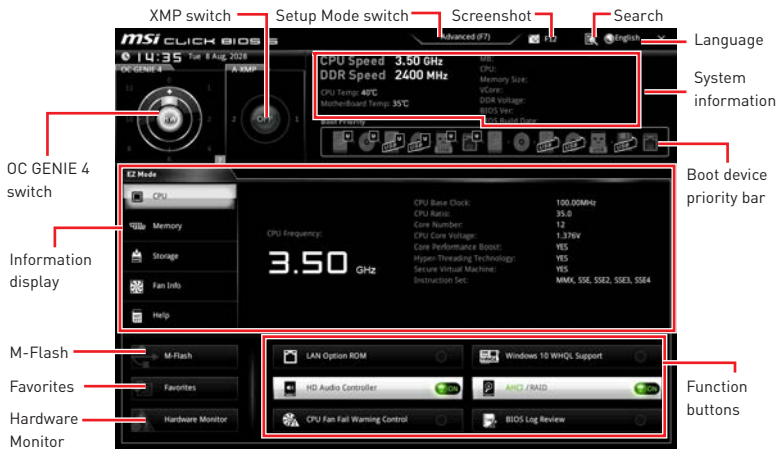 XMP switch
Setup Mode switch
Screenshot
Search
msi CLICK BIOS 5
Advanced (F7)
F12
English
X
Language
14:35 Tue 8 Aug, 2028
OC GENIE 4
A-XMP
CPU Speed 3.50 GHz
DDR Speed 2400 MHz
CPU Temp: 40°C
MotherBoard Temp: 35°C
MB:
CPU:
Memory Size:
VCore:
DDR Voltage:
BIOS Ver:
BIOS Build Date:
System
information
Boot Priority
OC GENIE 4
switch
Boot device
priority bar
EZ Mode
CPU
Memory
Storage
Fan Info
Help
CPU Frequency:
3.50 GHz
CPU Base Clock: 100.00MHz
CPU Ratio: 35.0
Core Number: 12
CPU Core Voltage: 1.376V
Core Performance Boost: YES
Hyper-Threading Technology: YES
Secure Virtual Machine: YES
Instruction Set: MMX, SSE, SSE2, SSE3, SSE4
Information
display
M-Flash
Favorites
Hardware
Monitor
M-Flash
Favorites
Hardware Monitor
LAN Option ROM
Windows 10 WHQL Support
HD Audio Controller ON
AHCI /RAID ON
CPU Fan Fail Warning Control
BIOS Log Review
Function
buttons